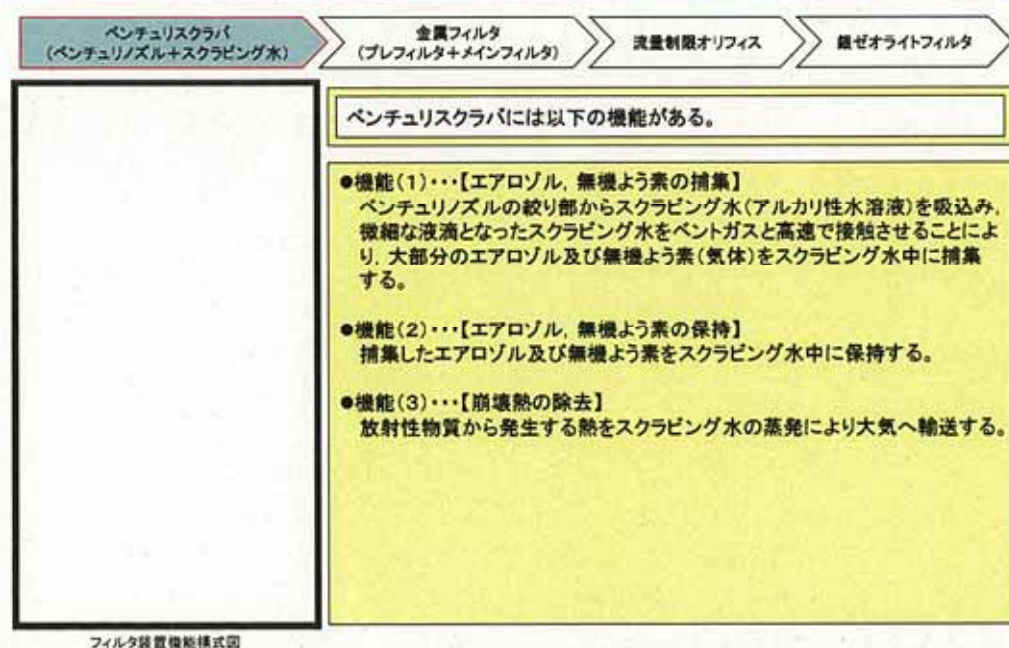 ベンチュリスクラバ
(ベンチュリノズル+スクラビング水)
金属フィルタ
(プレフィルタ+メインフィルタ)
流量制限オリフィス
銀ゼオライトフィルタ
ベンチュリスクラバには以下の機能がある。
●機能(1)・・・【エアロゾル,無機よう素の捕集】
ベンチュリノズルの絞り部からスクラビング水(アルカリ性水溶液)を吸込み,
微細な液滴となったスクラビング水をベントガスと高速で接触させることによ
り,大部分のエアロゾル及び無機よう素(気体)をスクラビング水中に捕集
する。
●機能(2)・・・【エアロゾル,無機よう素の保持】
捕集したエアロゾル及び無機よう素をスクラビング水中に保持する。
●機能(3)・・・【崩壊熱の除去】
放射性物質から発生する熱をスクラビング水の蒸発により大気へ輸送する。
フィルタ装置機能模式図